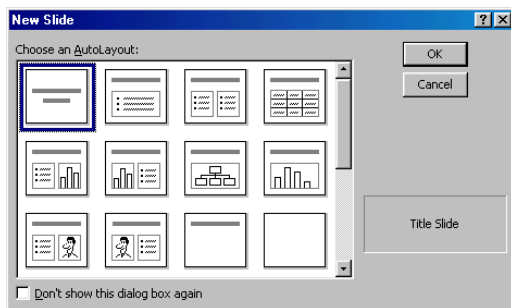 New Slide
Choose an AutoLayout:
OK
Cancel
Title Slide
Don't show this dialog box again